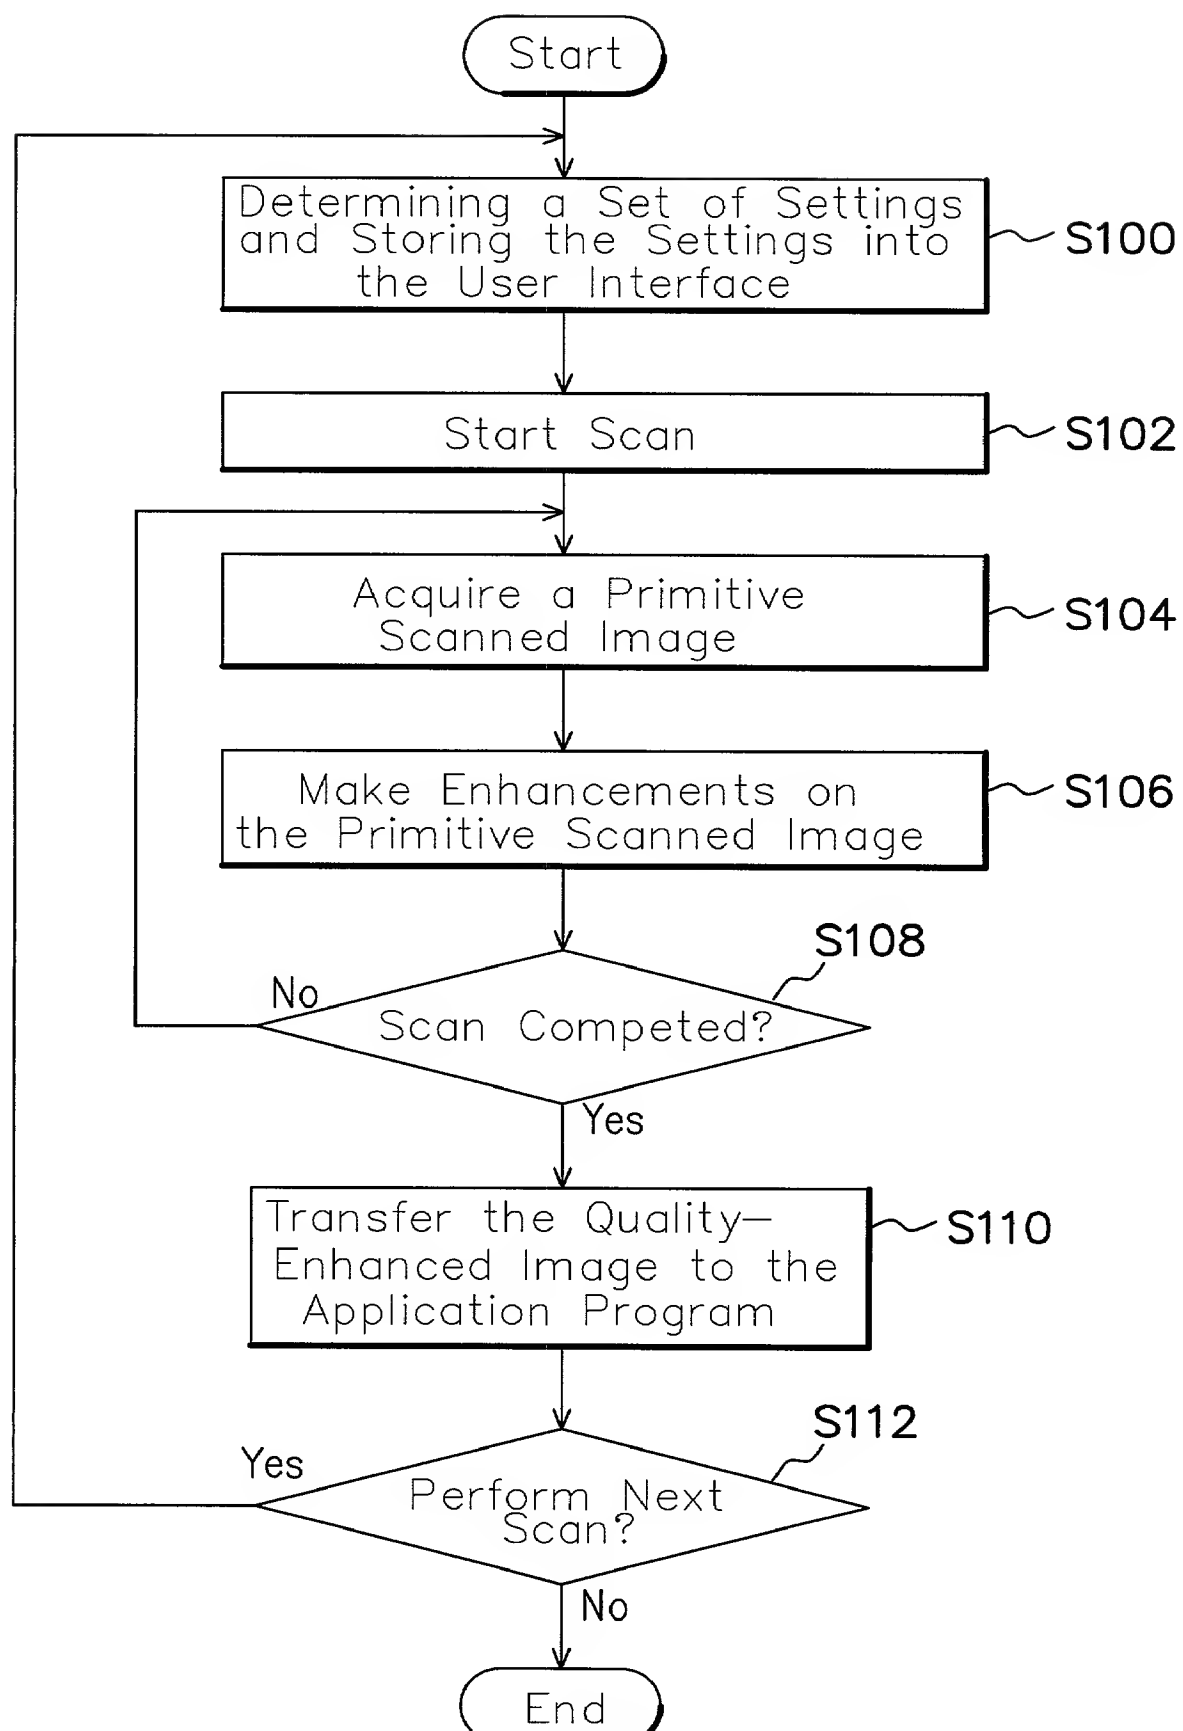 Start
Determining a Set of Settings
and Storing the Settings into
the User Interface
S100
Start Scan
S102
Acquire a Primitive
Scanned Image
S104
Make Enhancements on
the Primitive Scanned Image
S106
S108
No
Scan Competed?
Yes
Transfer the Quality—
Enhanced Image to the
Application Program
S110
S112
Yes
Perform Next
Scan?
No
End